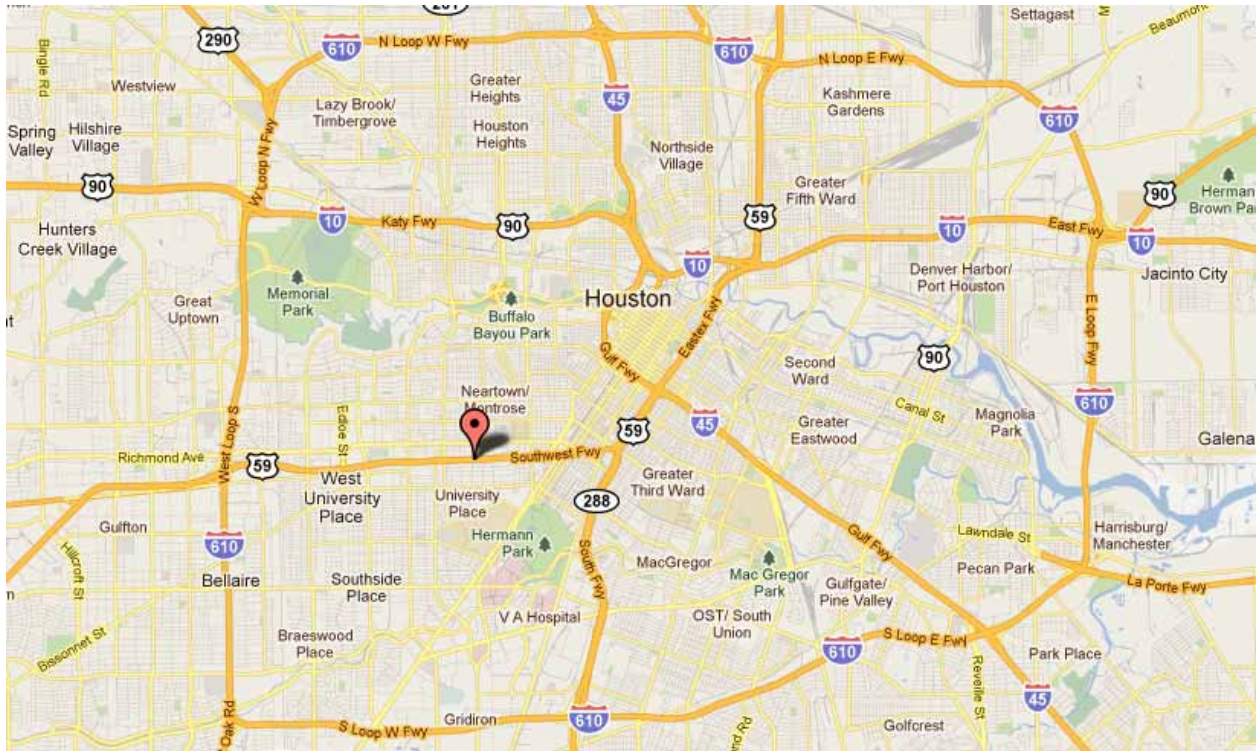 Settegast
Beaumont
290
610
N Loop W Fwy
610
N Loop E Fwy
Bingle Rd
Westview
Greater
Heights
45
Kashmere
Gardens
Lazy Brook/
Timbergrove
610
Spring
Valley
Hilshire
Village
Houston
Heights
W Loop N Fwy
Northside
Village
90
Greater
Fifth Ward
90
Herman
Brown Park
10
Katy Fwy
90
59
10
East Fwy
10
Hunters
Creek Village
10
Denver Harbor/
Port Houston
Jacinto City
Memorial
Park
Great
Uptown
Houston
Buffalo
Bayou Park
Eastex Fwy
E Loop Fwy
Gulf Fwy
Second
Ward
90
Neartown/
Montrose
Canal St
610
Magnolia
Park
West Loop S
Edloe St
59
45
Greater
Eastwood
Galena
Richmond Ave
59
Southwest Fwy
West
University
Place
University
Place
288
Greater
Third Ward
Gulfton
Hermann
Park
Gulf Fwy
Lawndale St
Harrisburg/
Manchester
610
Hillcroft St
Bellaire
Southside
Place
South Fwy
MacGregor
Mac Gregor
Park
Gulfgate/
Pine Valley
Pecan Park
La Porte Fwy
V A Hospital
OST/ South
Union
Bissonnet St
Braeswood
Place
610
S Loop E Fwy
Park Place
Reveille St
45
Oak Rd
S Loop W Fwy
Gridiron
610
Golfcrest